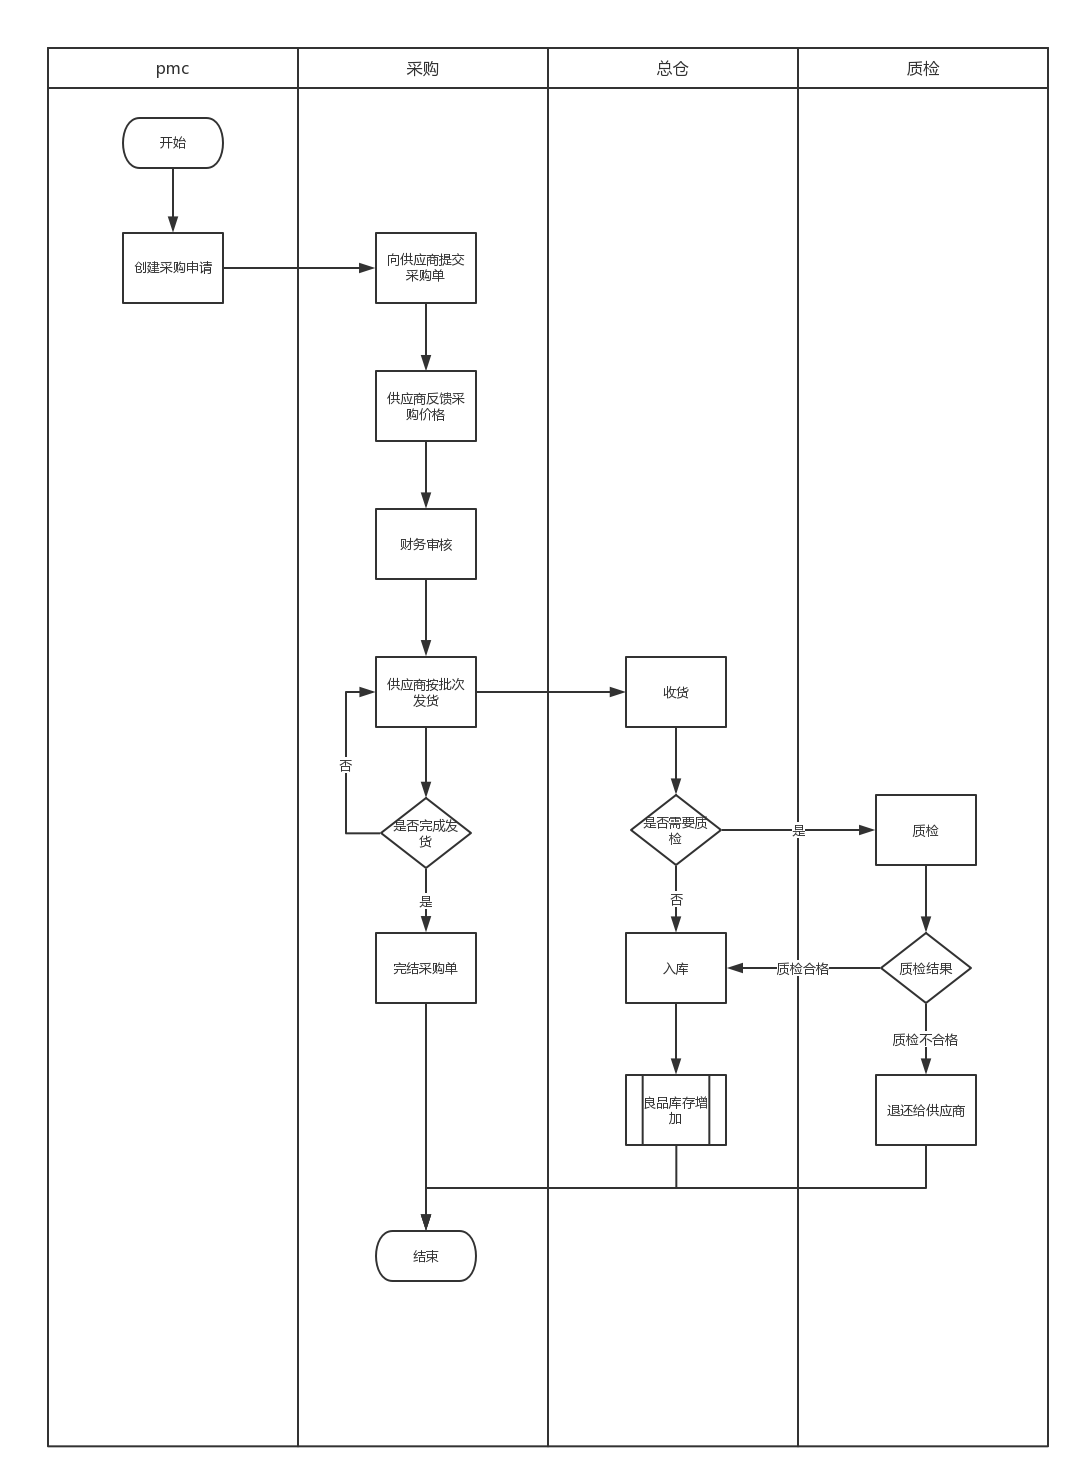 pmc
采购
总仓
质检
开始
创建采购申请
向供应商提交
采购单
供应商反馈采
购价格
财务审核
供应商按批次
发货
收货
否
是否完成发
货
是否需要质
检
是
质检
是
否
完结采购单
入库
质检合格
质检结果
质检不合格
良品库存增
加
退还给供应商
结束